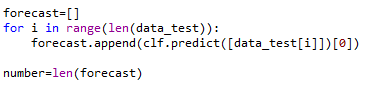 forecast=[]
for i in range(len(data_test)):
    forecast.append(clf.predict([data_test[i]])[0])

number=len(forecast)